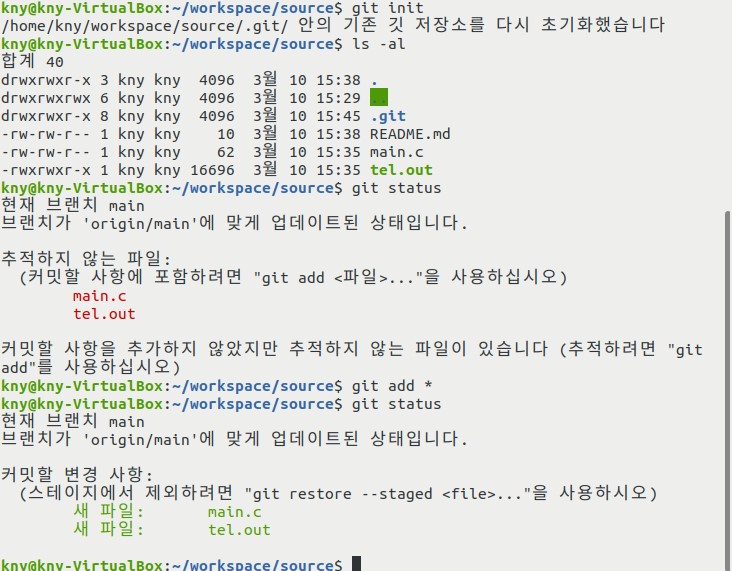 kny@kny-VirtualBox:~/workspace/source$ git init
/home/kny/workspace/source/.git/ 안의 기존 깃 저장소를 다시 초기화했습니다
kny@kny-VirtualBox:~/workspace/source$ ls -al
합계 40
drwxrwxr-x 3 kny kny  4096  3월 10 15:38 .
drwxrwxrwx 6 kny kny  4096  3월 10 15:29 ..
drwxrwxr-x 8 kny kny  4096  3월 10 15:45 .git
-rw-rw-r-- 1 kny kny    10  3월 10 15:38 README.md
-rw-rw-r-- 1 kny kny    62  3월 10 15:35 main.c
-rwxrwxr-x 1 kny kny 16696  3월 10 15:35 tel.out
kny@kny-VirtualBox:~/workspace/source$ git status
현재 브랜치 main
브랜치가 'origin/main'에 맞게 업데이트된 상태입니다.
추적하지 않는 파일:
  (커밋할 사항에 포함하려면 "git add <파일>..."을 사용하십시오)
        main.c
        tel.out
커밋할 사항을 추가하지 않았지만 추적하지 않는 파일이 있습니다 (추적하려면 "git
add"를 사용하십시오)
kny@kny-VirtualBox:~/workspace/source$ git add *
kny@kny-VirtualBox:~/workspace/source$ git status
현재 브랜치 main
브랜치가 'origin/main'에 맞게 업데이트된 상태입니다.
커밋할 변경 사항:
  (스테이지에서 제외하려면 "git restore --staged <file>..."을 사용하십시오)
        새 파일:       main.c
        새 파일:       tel.out
kny@kny-VirtualBox:~/workspace/source$